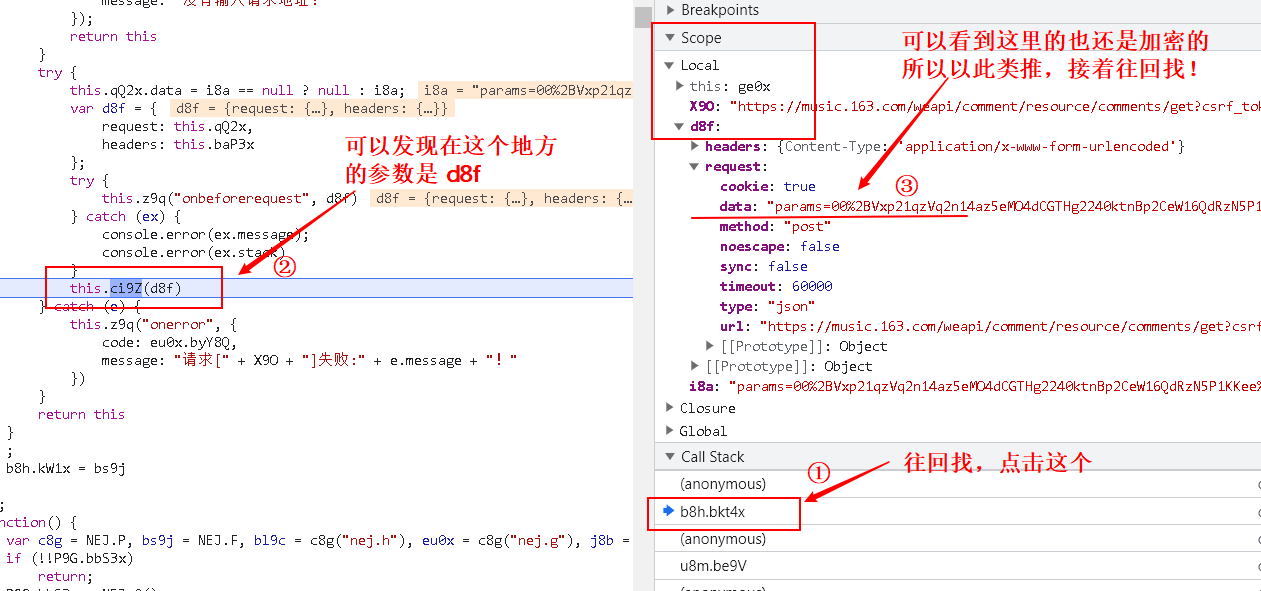 message: "没有输入请求地址!"
});
return this
}
try {
this.qQ2x.data = i8a == null ? null : i8a; i8a = "params=00%2BVxp21qz
var d8f = { d8f = {request: {…}, headers: {…}}
request: this.qQ2x,
headers: this.baP3x
};
try {
this.z9q("onbeforerequest", d8f) d8f = {request: {…}, headers: {…
} catch (ex) {
console.error(ex.message);
console.error(ex.stack)
}
this.ci9Z(d8f)
} catch (e) {
this.z9q("onerror", {
code: eu0x.byY8Q,
message: "请求[" + X9O + "]失败:" + e.message + "!"
})
}
return this
}
;
b8h.kW1x = bs9j
;
nction() {
var c8g = NEJ.P, bs9j = NEJ.F, bl9c = c8g("nej.h"), eu0x = c8g("nej.g"), j8b =
if (!!P9G.bbS3x)
return;
可以发现在这个地方
的参数是 d8f
②
Breakpoints
Scope
Local
this: ge0x
X9O: "https://music.163.com/weapi/comment/resource/comments/get?csrf_to
d8f:
headers: {Content-Type: 'application/x-www-form-urlencoded'}
request:
cookie: true
data: "params=00%2BVxp21qzVq2n14az5eMO4dCGTHg2240ktnBp2CeW16QdRzN5P1
method: "post"
noescape: false
sync: false
timeout: 60000
type: "json"
url: "https://music.163.com/weapi/comment/resource/comments/get?csrf
[[Prototype]]: Object
[[Prototype]]: Object
i8a: "params=00%2BVxp21qzVq2n14az5eMO4dCGTHg2240ktnBp2CeW16QdRzN5P1KKee%
Closure
Global
Call Stack
(anonymous)
b8h.bkt4x
(anonymous)
u8m.be9V
(anonymous)
可以看到这里的也还是加密的
所以以此类推，接着往回找！
③
①
往回找，点击这个